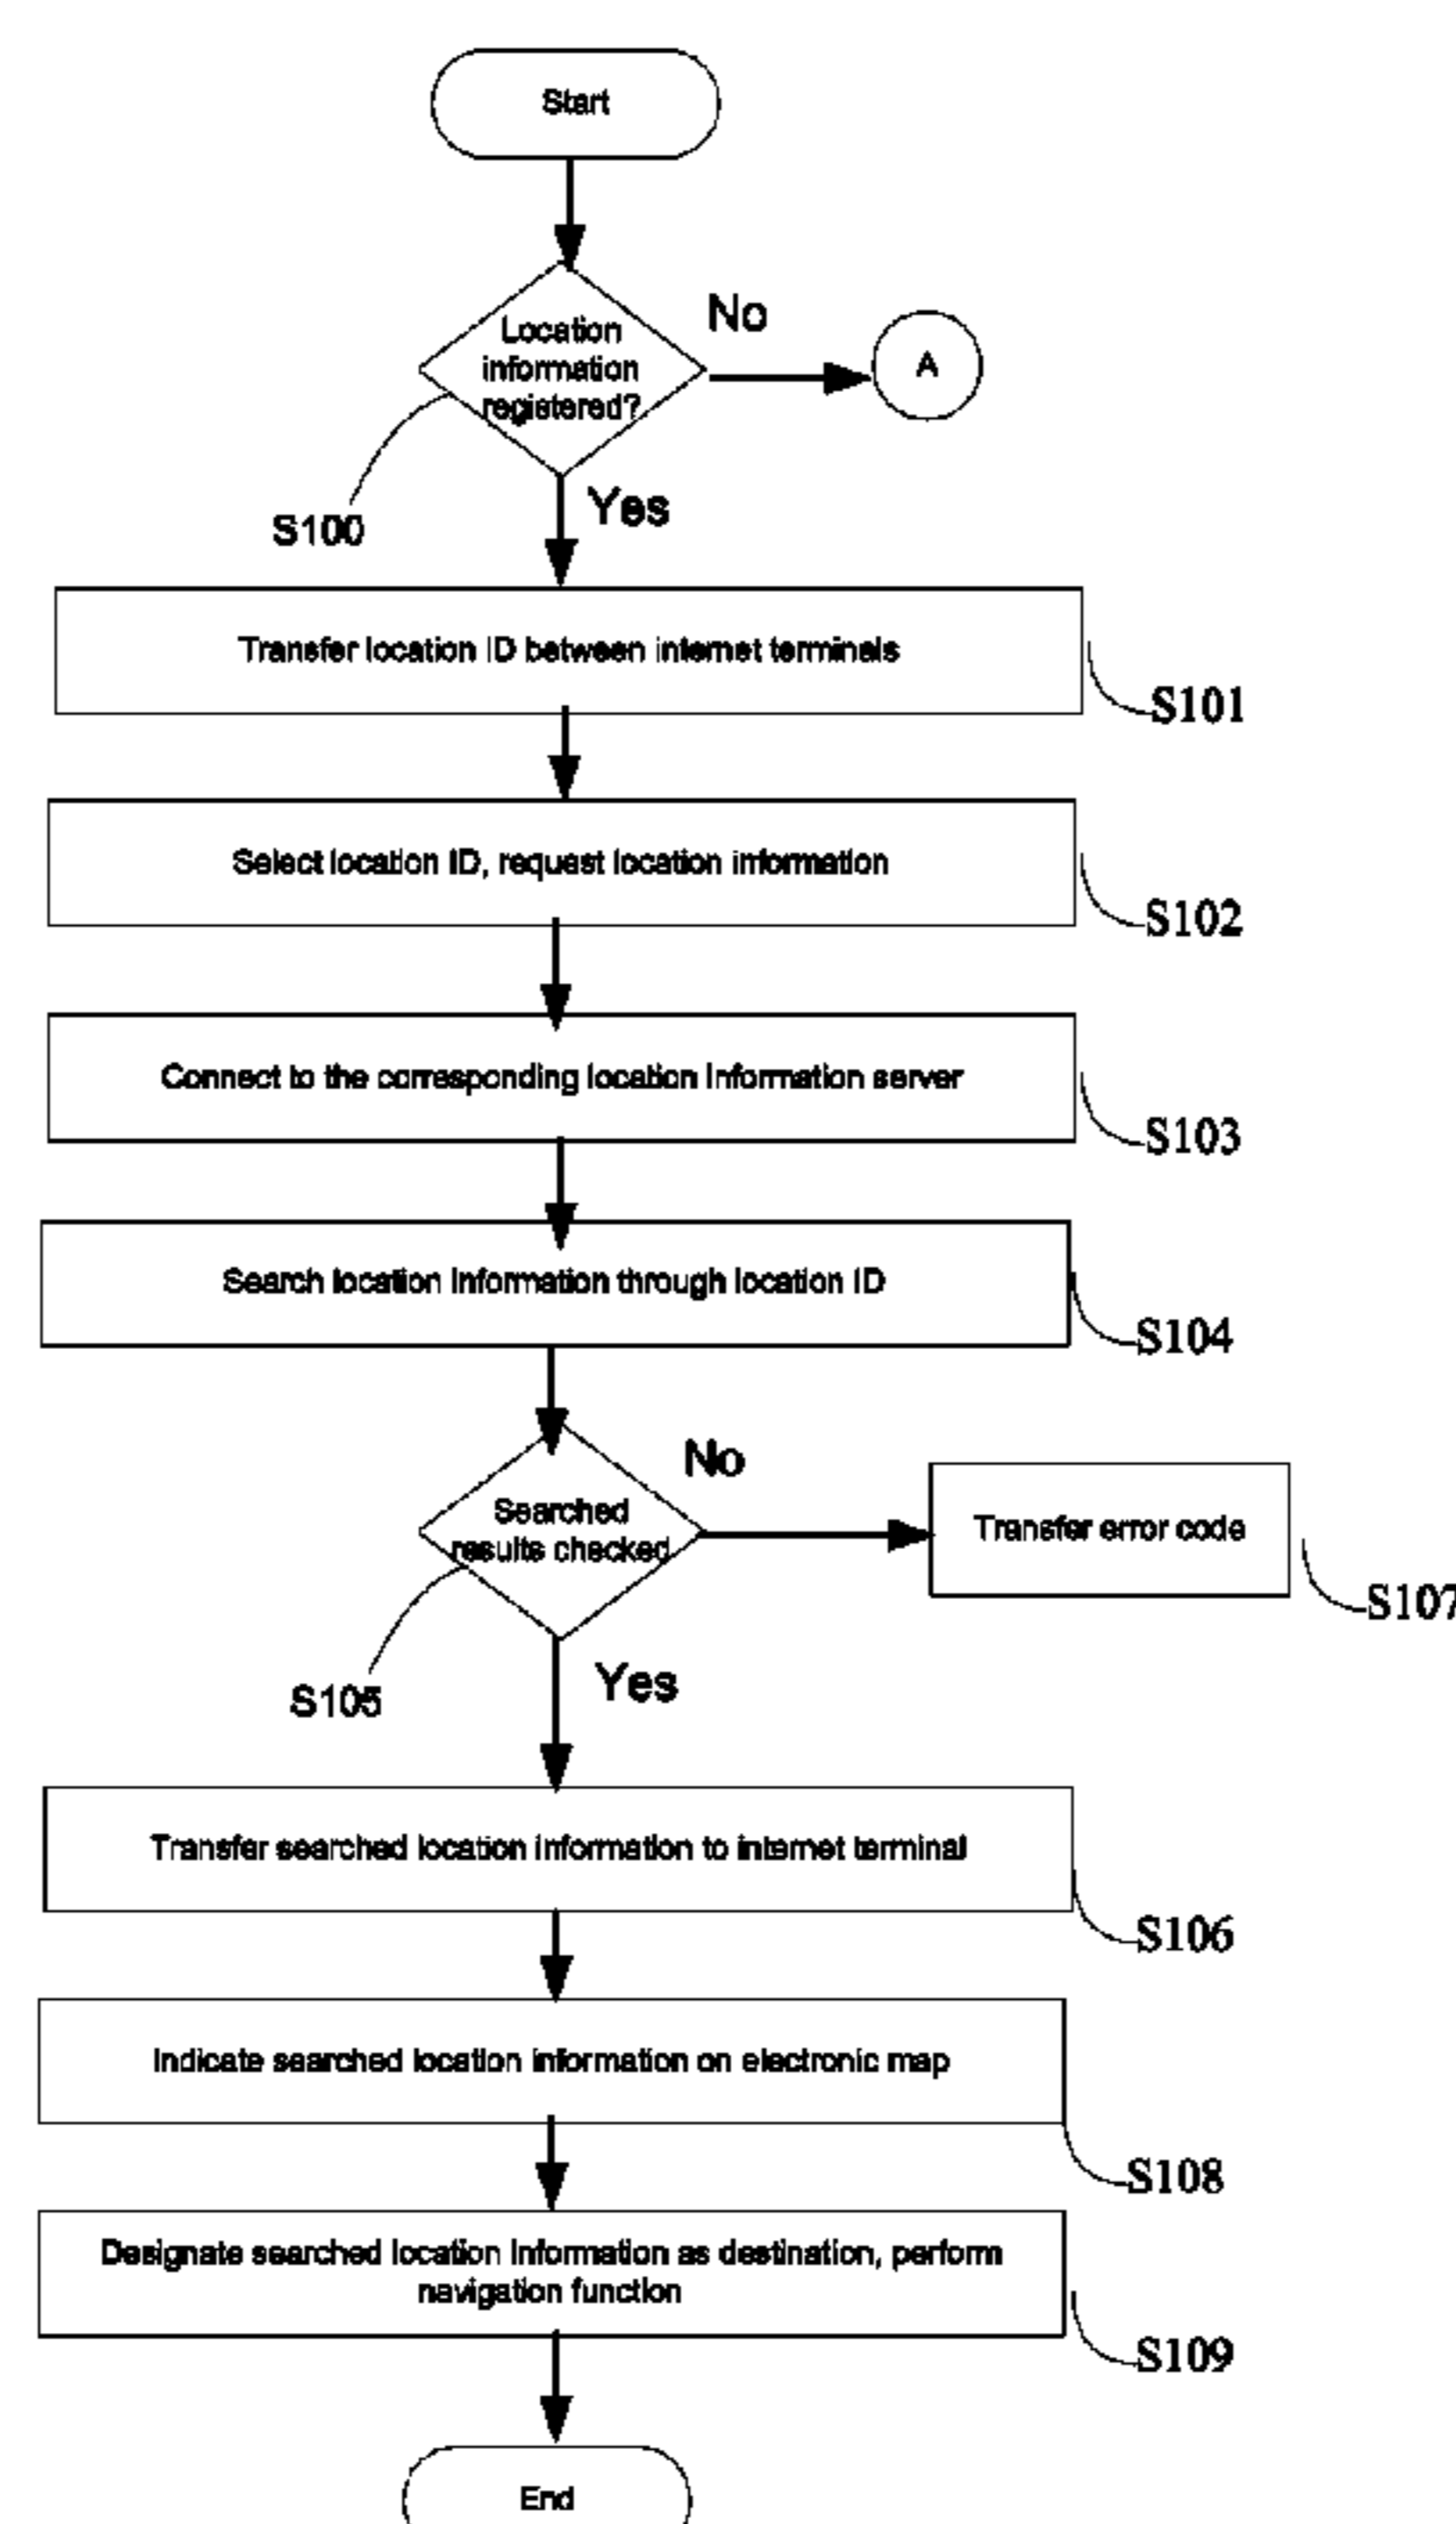 Start
Location
information
registered?
No
A
S100
Yes
Transfer location ID between internet terminals
S101
Select location ID, request location information
S102
Connect to the corresponding location information server
S103
Search location information through location ID
S104
Searched
results checked
No
Transfer error code
S107
S105
Yes
Transfer searched location information to internet terminal
S106
Indicate searched location information on electronic map
S108
Designate searched location information as destination, perform
navigation function
S109
End